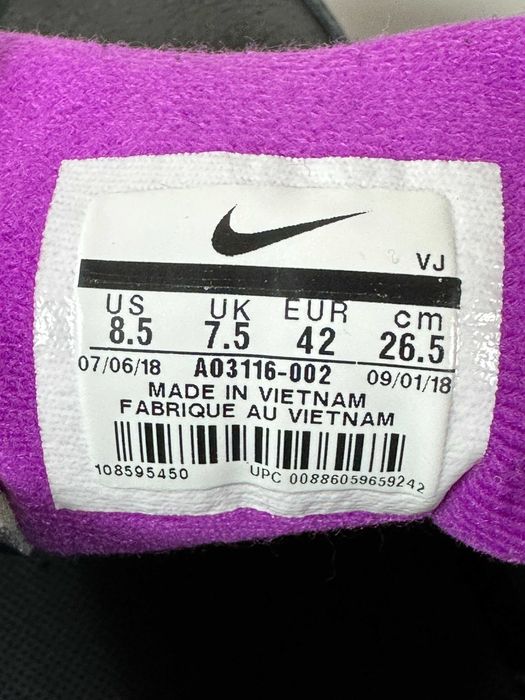 VJ
US UK EUR cm
8.5 7.5 42 26.5
07/06/18 AO3116-002 09/01/18
MADE IN VIETNAM
FABRIQUE AU VIETNAM
108595450 UPC 00886059659242